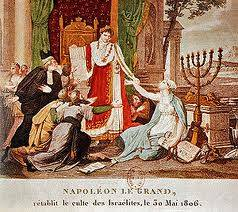 NAPOLÉON LE GRAND,
rétablit le culte des Israélites, le 30 Mai 1806.